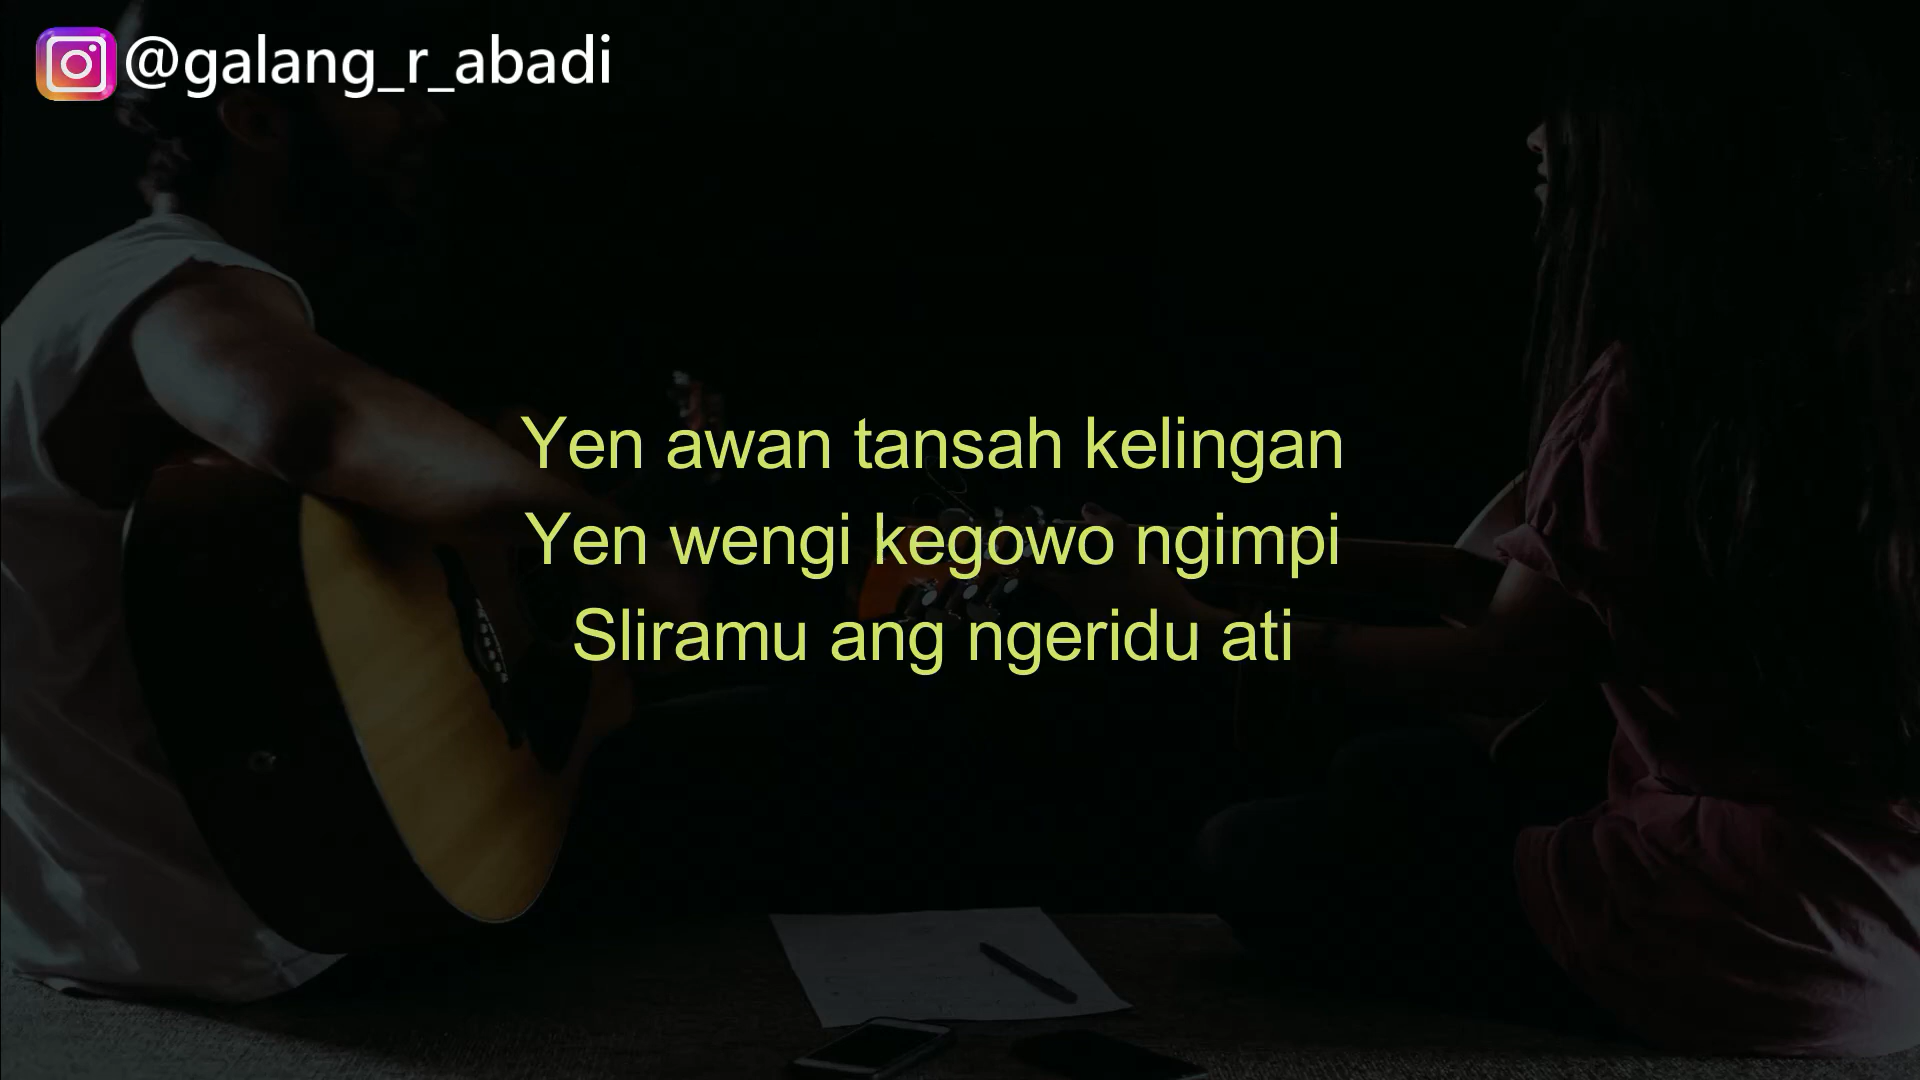 @galang_r_abadi
Yen awan tansah kelingan
Yen wengi kegowo ngimpi
Sliramu ang ngeridu ati